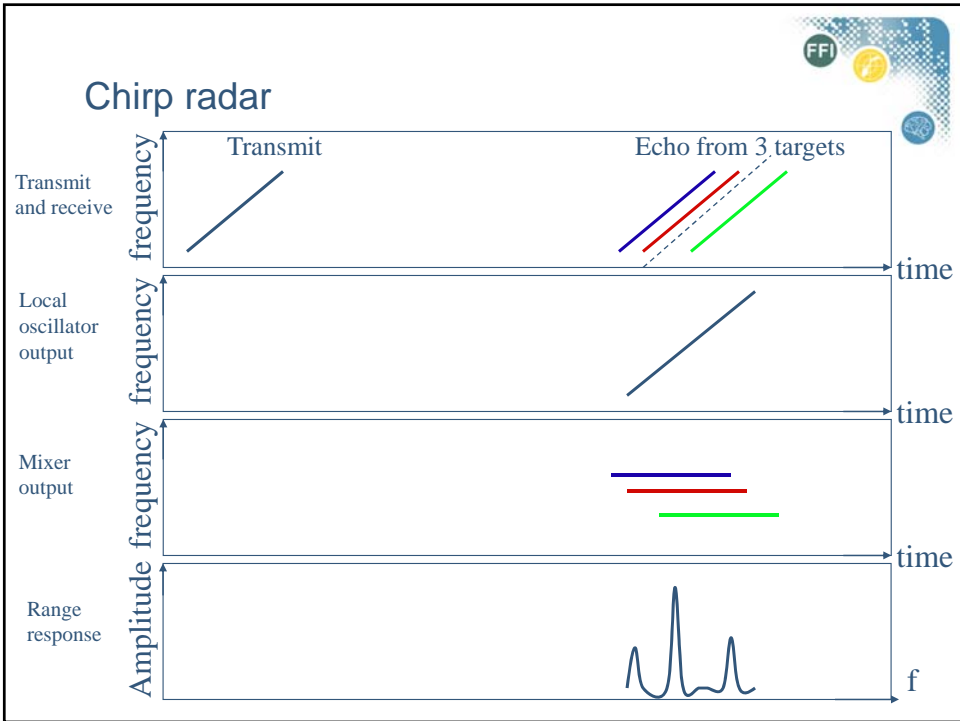 FFI
Chirp radar
Transmit
and receive
frequency
Transmit
Echo from 3 targets
time
Local
oscillator
output
frequency
time
Mixer
output
frequency
time
Range
response
Amplitude
f